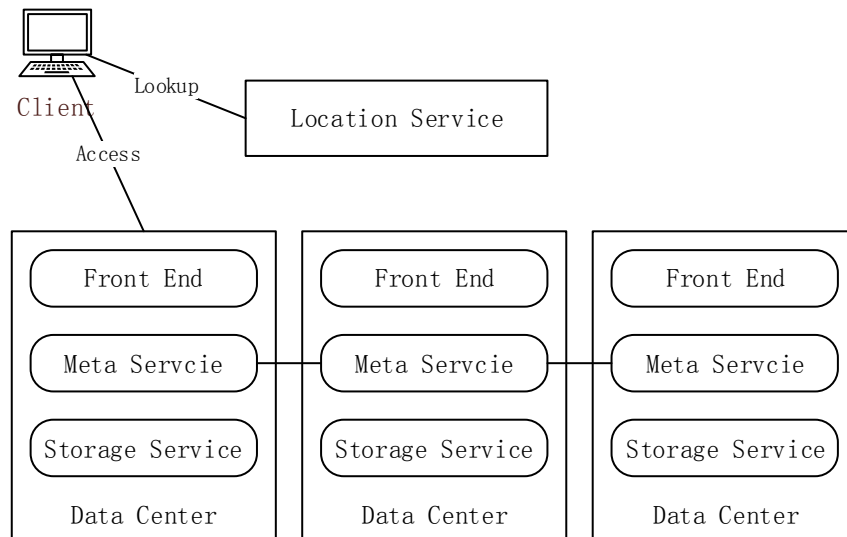 Lookup
Client
Location Service
Access
Front End
Front End
Front End
Meta Servcie
Meta Servcie
Meta Servcie
Storage Service
Storage Service
Storage Service
Data Center
Data Center
Data Center